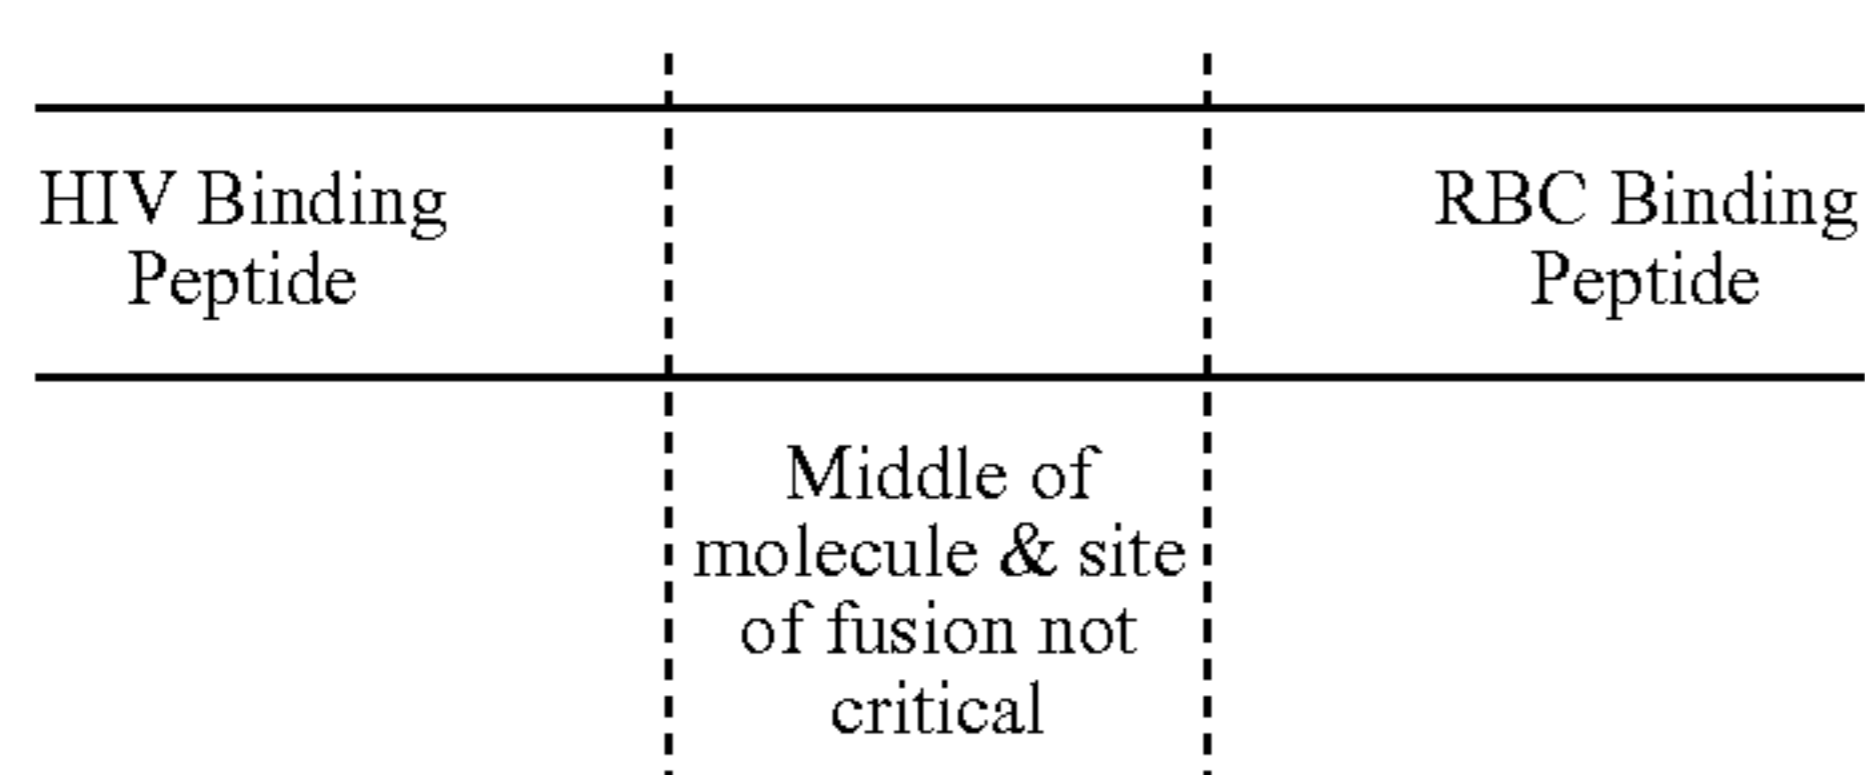 HIV Binding
Peptide
RBC Binding
Peptide
Middle of
molecule & site
of fusion not
critical